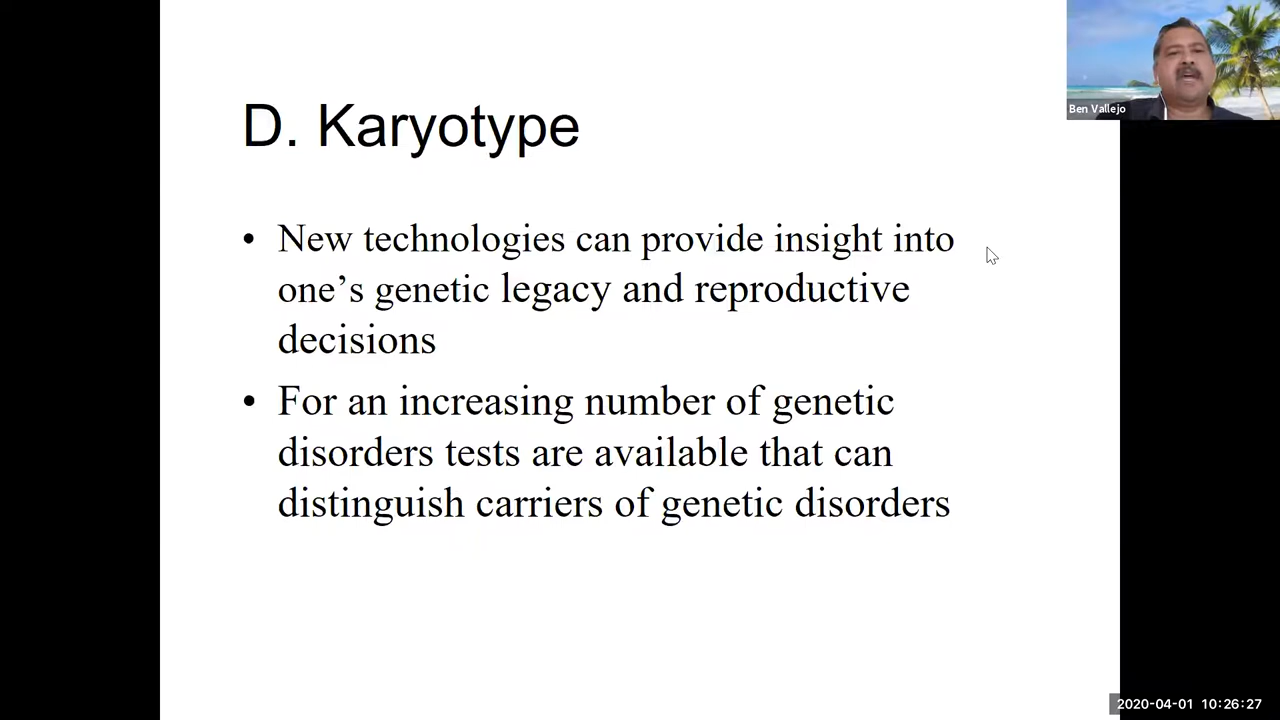 Ben Vallejo
D. Karyotype
• New technologies can provide insight into
one’s genetic legacy and reproductive
decisions
• For an increasing number of genetic
disorders tests are available that can
distinguish carriers of genetic disorders
2020-04-01 10:26:27